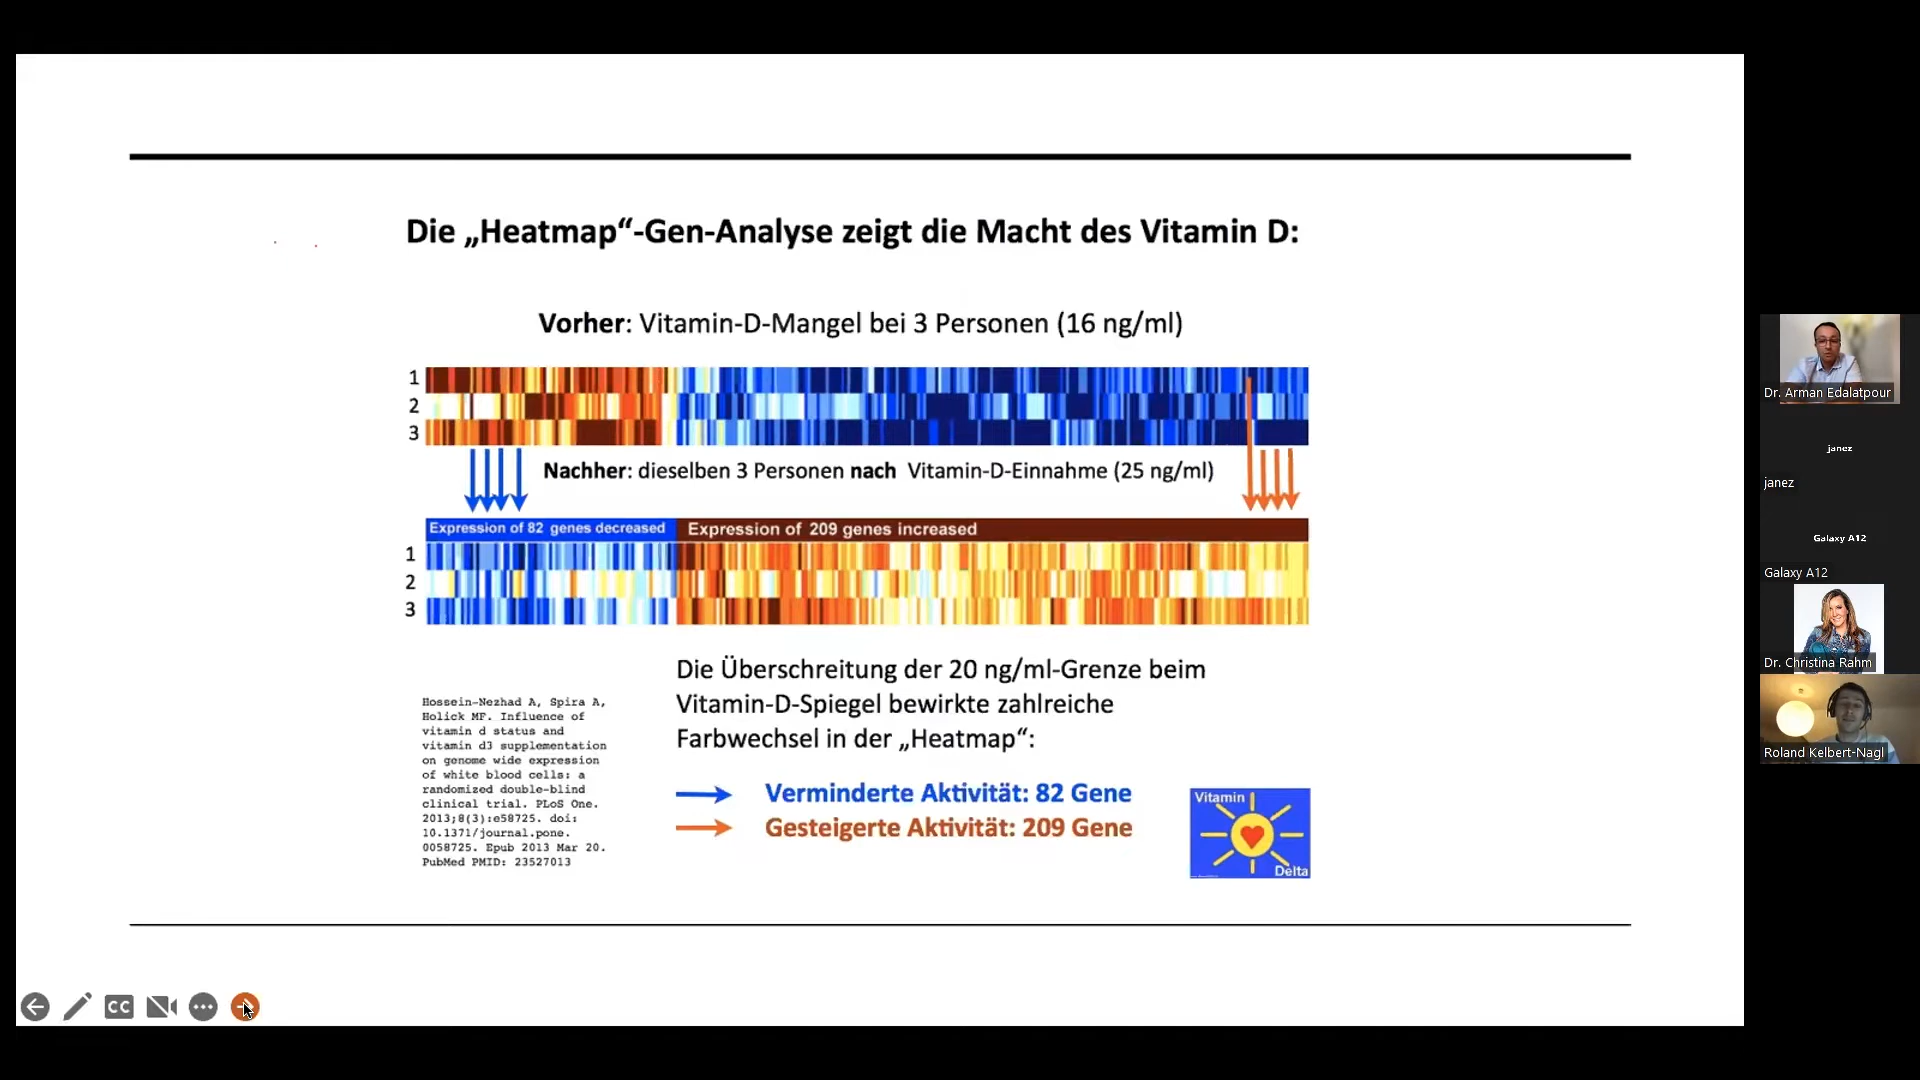 Die „Heatmap“-Gen-Analyse zeigt die Macht des Vitamin D:
Vorher: Vitamin-D-Mangel bei 3 Personen (16 ng/ml)
1
2
3
Nachher: dieselben 3 Personen nach Vitamin-D-Einnahme (25 ng/ml)
Expression of 82 genes decreased
Expression of 209 genes increased
1
2
3
Die Überschreitung der 20 ng/ml-Grenze beim
Vitamin-D-Spiegel bewirkte zahlreiche
Farbwechsel in der „Heatmap“:
Verminderte Aktivität: 82 Gene
Gesteigerte Aktivität: 209 Gene
Hossein-Nezhad A, Spira A,
Holick MF. Influence of
vitamin d status and
vitamin d3 supplementation
on genome wide expression
of white blood cells: a
randomized double-blind
clinical trial. PLoS One.
2013;8(3):e58725. doi:
10.1371/journal.pone.
0058725. Epub 2013 Mar 20.
PubMed PMID: 23527013
Vitamin
Delta
CC
Dr. Arman Edalatpour
janez
janez
Galaxy A12
Galaxy A12
Dr. Christina Rahm
Roland Kelbert-Nagl